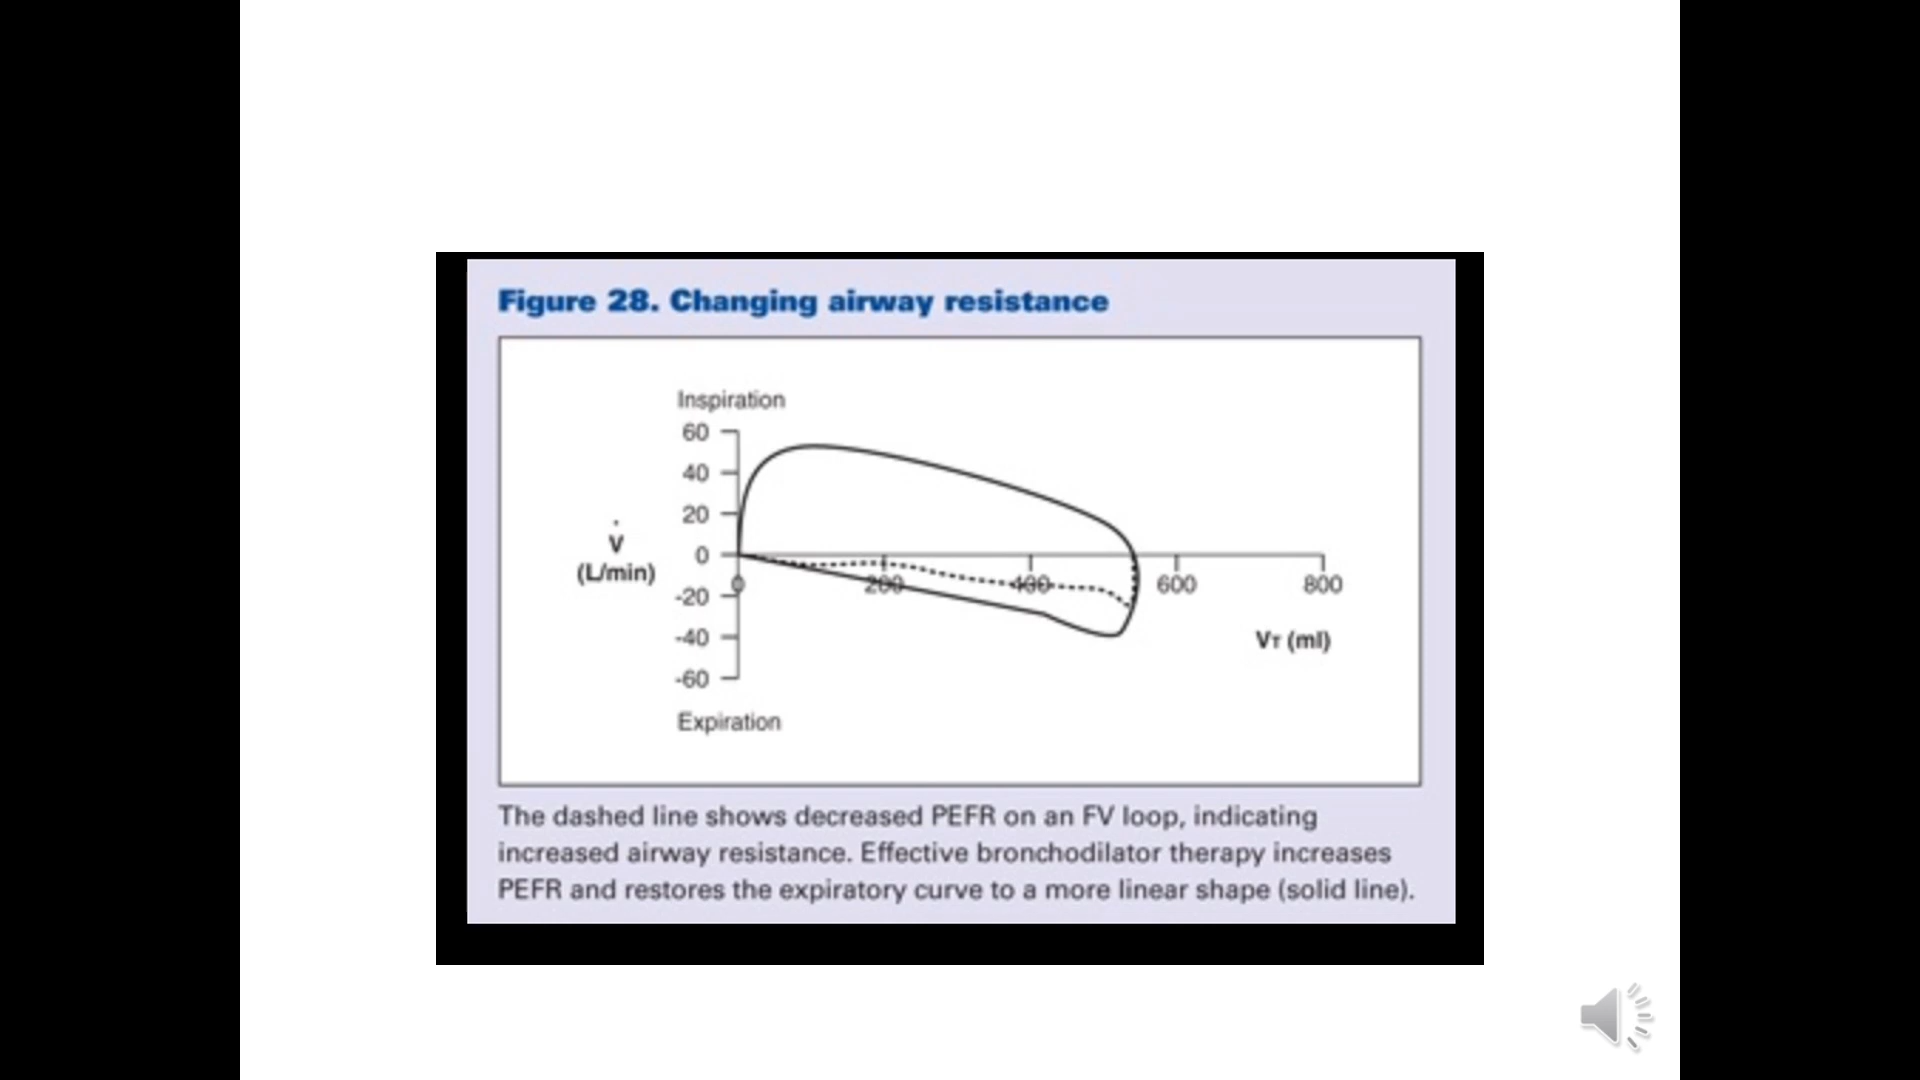 Figure 28. Changing airway resistance
Inspiration
60
40
20
0
-20
-40
-60
V̇
(L/min)
0 200 400 600 800
VT (ml)
Expiration
The dashed line shows decreased PEFR on an FV loop, indicating
increased airway resistance. Effective bronchodilator therapy increases
PEFR and restores the expiratory curve to a more linear shape (solid line).